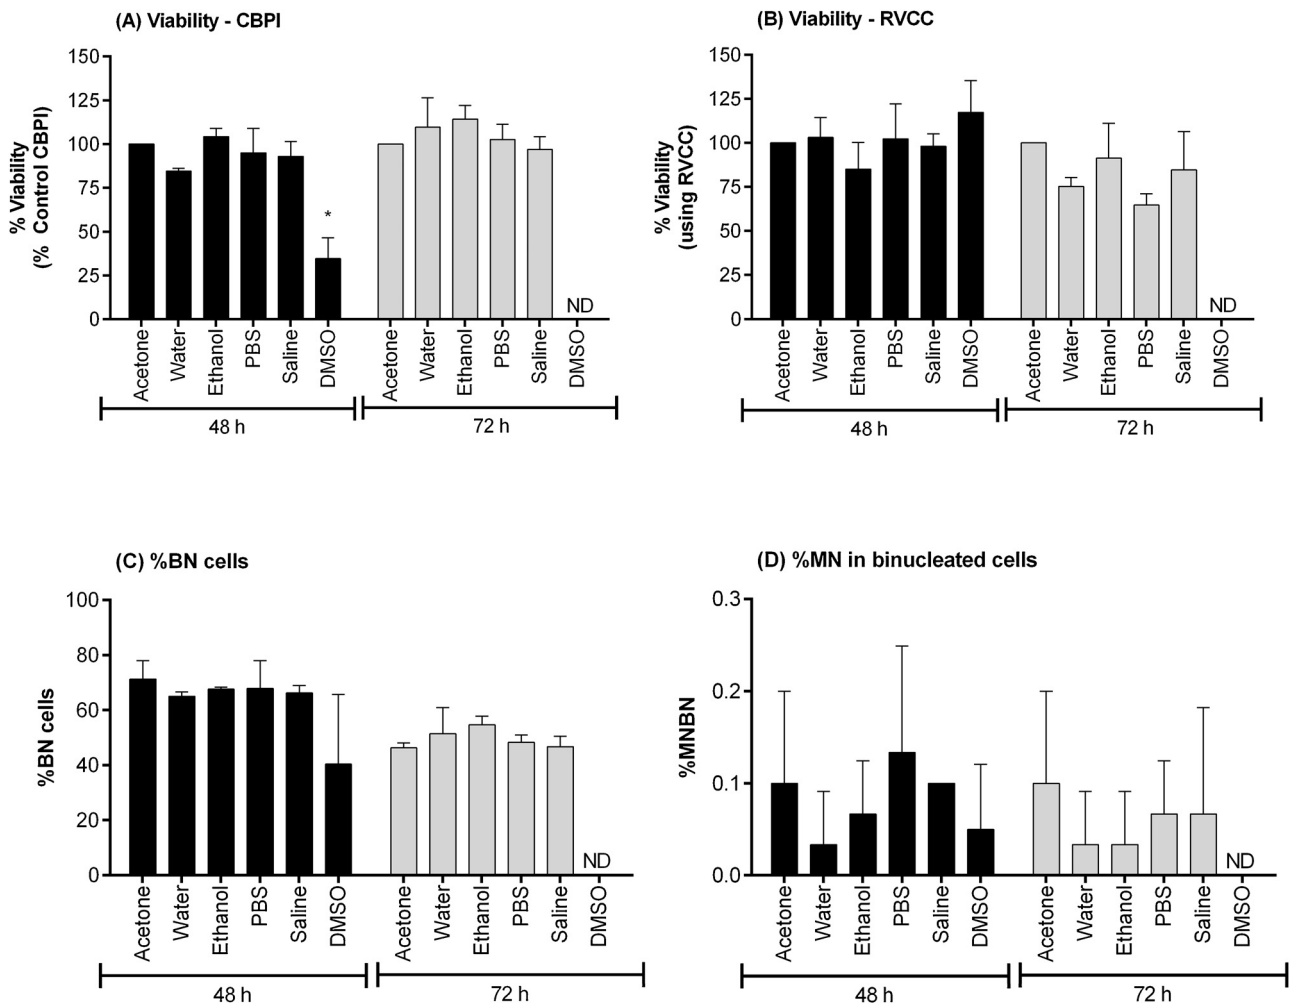 (A) Viability - CBPI
% Viability
(% Control CBPI)
150
125
100
75
50
25
0
*
ND
Acetone
Water
Ethanol
PBS
Saline
DMSO
Acetone
Water
Ethanol
PBS
Saline
DMSO
48 h
72 h
(B) Viability - RVCC
% Viability
(using RVCC)
150
125
100
75
50
25
0
ND
Acetone
Water
Ethanol
PBS
Saline
DMSO
Acetone
Water
Ethanol
PBS
Saline
DMSO
48 h
72 h
(C) %BN cells
%BN cells
100
80
60
40
20
0
ND
Acetone
Water
Ethanol
PBS
Saline
DMSO
Acetone
Water
Ethanol
PBS
Saline
DMSO
48 h
72 h
(D) %MN in binucleated cells
%MNBN
0.3
0.2
0.1
0.0
ND
Acetone
Water
Ethanol
PBS
Saline
DMSO
Acetone
Water
Ethanol
PBS
Saline
DMSO
48 h
72 h